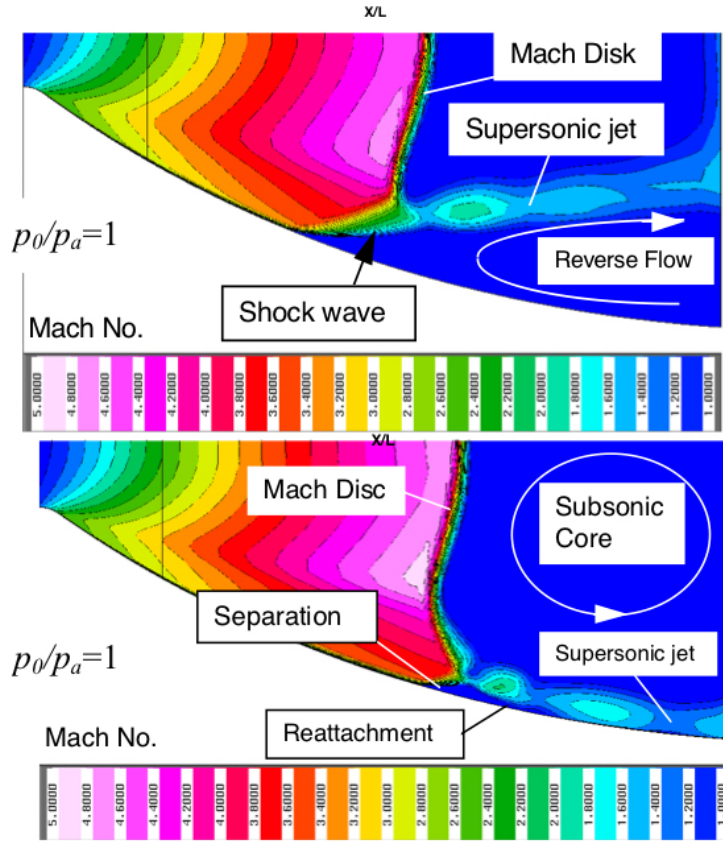 X/L
Mach Disk
Supersonic jet
p₀/pₐ=1
Reverse Flow
Shock wave
Mach No.
5.0000 4.8000 4.6000 4.4000 4.2000 4.0000 3.8000 3.6000 3.4000 3.2000 3.0000 2.8000 2.6000 2.4000 2.2000 2.0000 1.8000 1.6000 1.4000 1.2000 1.0000
X/L
Mach Disc
Subsonic
Core
Separation
Supersonic jet
p₀/pₐ=1
Reattachment
Mach No.
5.0000 4.8000 4.6000 4.4000 4.2000 4.0000 3.8000 3.6000 3.4000 3.2000 3.0000 2.8000 2.6000 2.4000 2.2000 2.0000 1.8000 1.6000 1.4000 1.2000